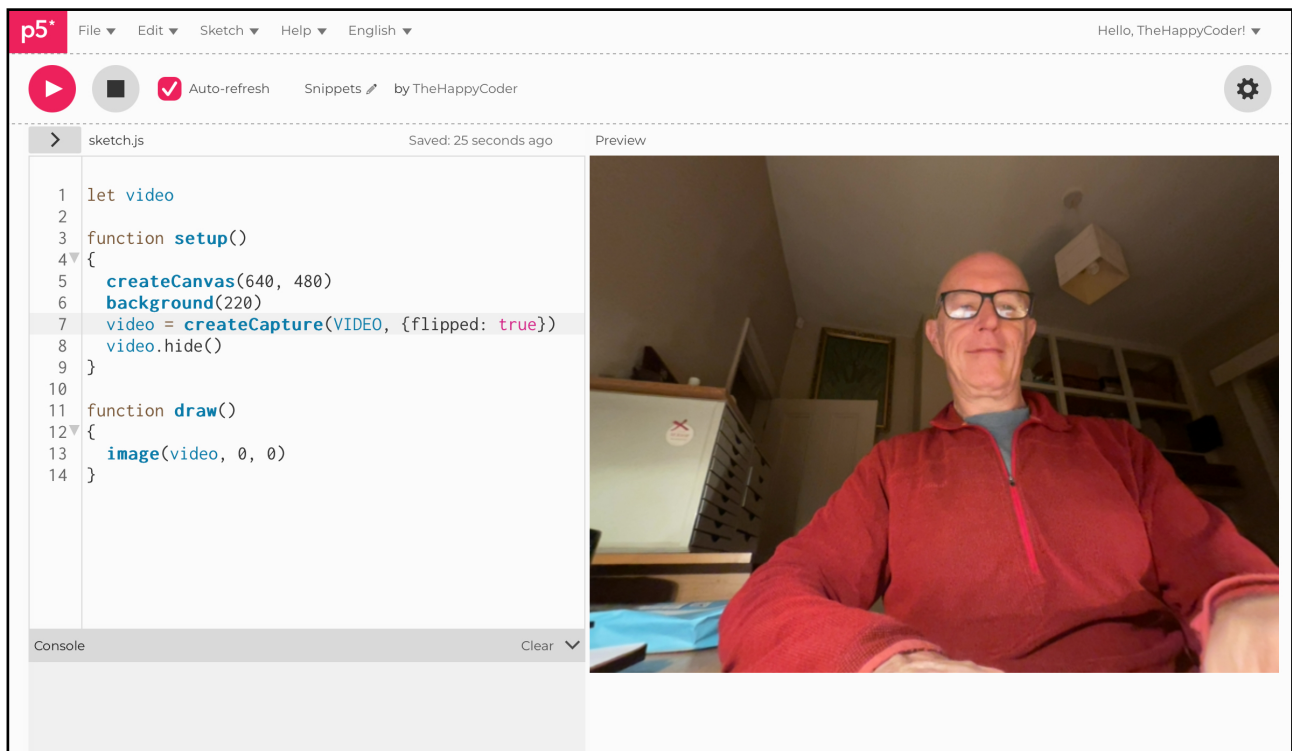 p5* File Edit Sketch Help English Hello, TheHappyCoder!
Auto-refresh Snippets by TheHappyCoder
sketch.js Saved: 25 seconds ago Preview
1 let video
2
3 function setup()
4 {
5 createCanvas(640, 480)
6 background(220)
7 video = createCapture(VIDEO, {flipped: true})
8 video.hide()
9 }
10
11 function draw()
12 {
13 image(video, 0, 0)
14 }
Console Clear